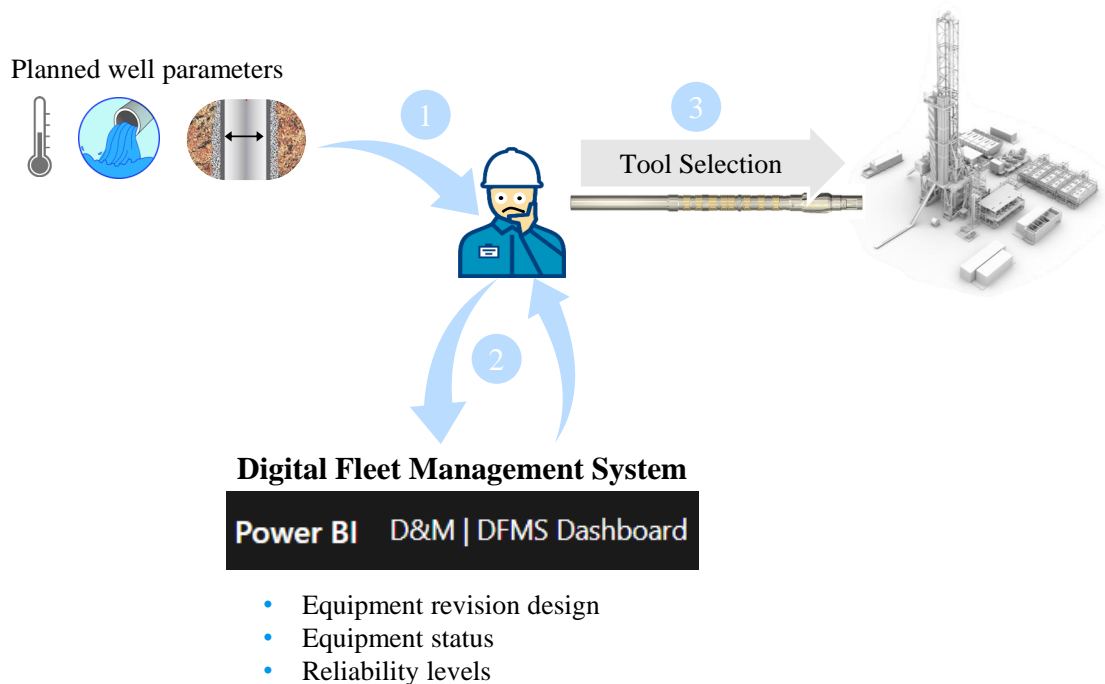 Planned well parameters
1
3
Tool Selection
2
Digital Fleet Management System
Power BI D&M | DFMS Dashboard
• Equipment revision design
• Equipment status
• Reliability levels